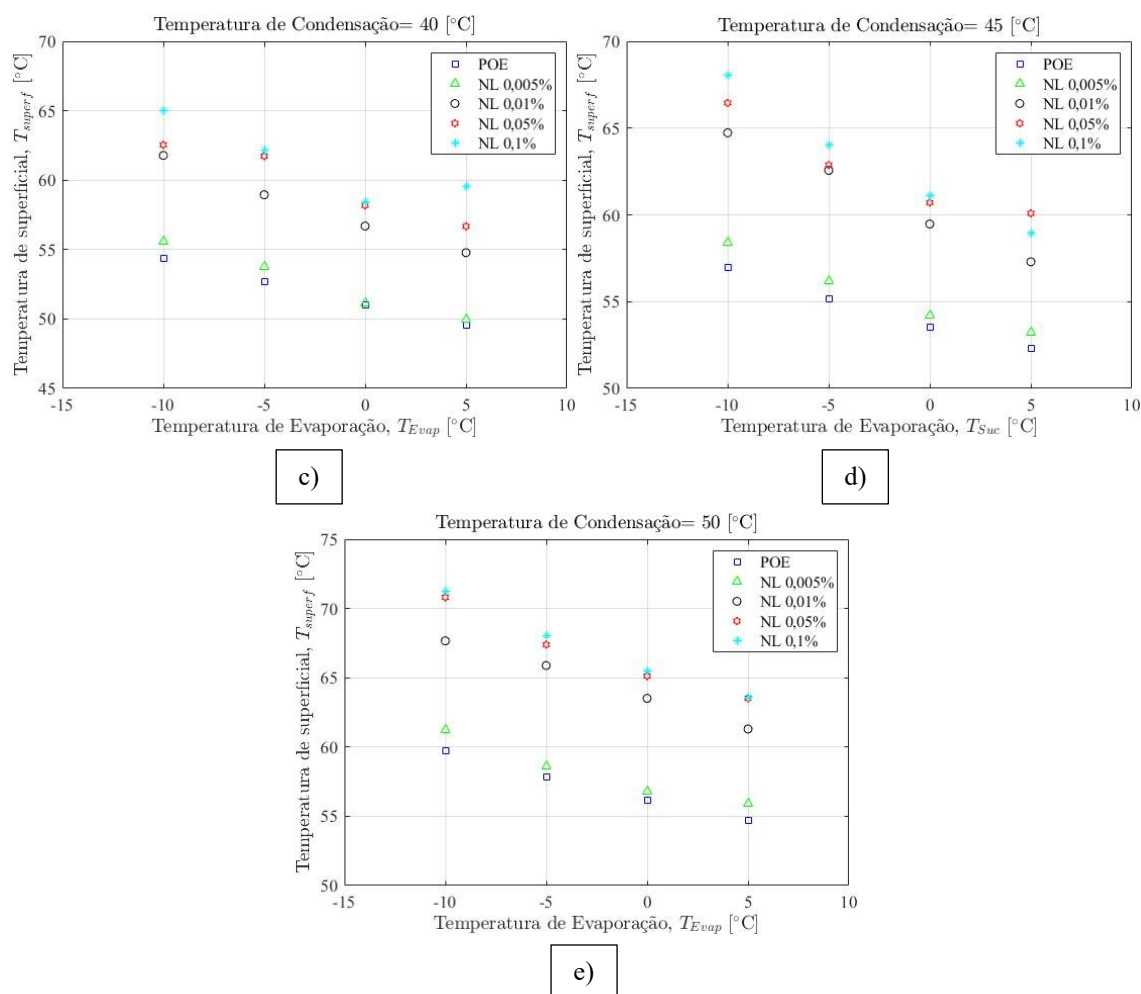 Temperatura de Condensação= 40 [°C]
Temperatura de superficial, T_superf [°C]
70
65
60
55
50
45
POE
NL 0,005%
NL 0,01%
NL 0,05%
NL 0,1%
-15 -10 -5 0 5 10
Temperatura de Evaporação, T_Evap [°C]
c)
Temperatura de Condensação= 45 [°C]
Temperatura de superficial, T_superf [°C]
70
65
60
55
50
POE
NL 0,005%
NL 0,01%
NL 0,05%
NL 0,1%
-15 -10 -5 0 5 10
Temperatura de Evaporação, T_Suc [°C]
d)
Temperatura de Condensação= 50 [°C]
Temperatura de superficial, T_superf [°C]
75
70
65
60
55
50
POE
NL 0,005%
NL 0,01%
NL 0,05%
NL 0,1%
-15 -10 -5 0 5 10
Temperatura de Evaporação, T_Evap [°C]
e)